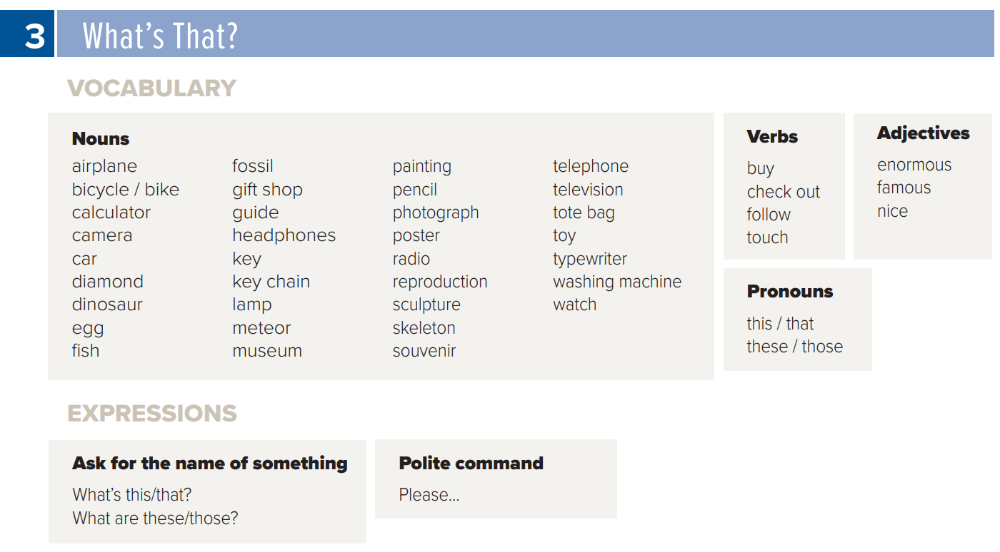 3 What's That?
VOCABULARY
Nouns
airplane
bicycle / bike
calculator
camera
car
diamond
dinosaur
egg
fish
fossil
gift shop
guide
headphones
key
key chain
lamp
meteor
museum
painting
pencil
photograph
poster
radio
reproduction
sculpture
skeleton
souvenir
telephone
television
tote bag
toy
typewriter
washing machine
watch
Verbs
buy
check out
follow
touch
Adjectives
enormous
famous
nice
Pronouns
this / that
these / those
EXPRESSIONS
Ask for the name of something
What’s this/that?
What are these/those?
Polite command
Please...